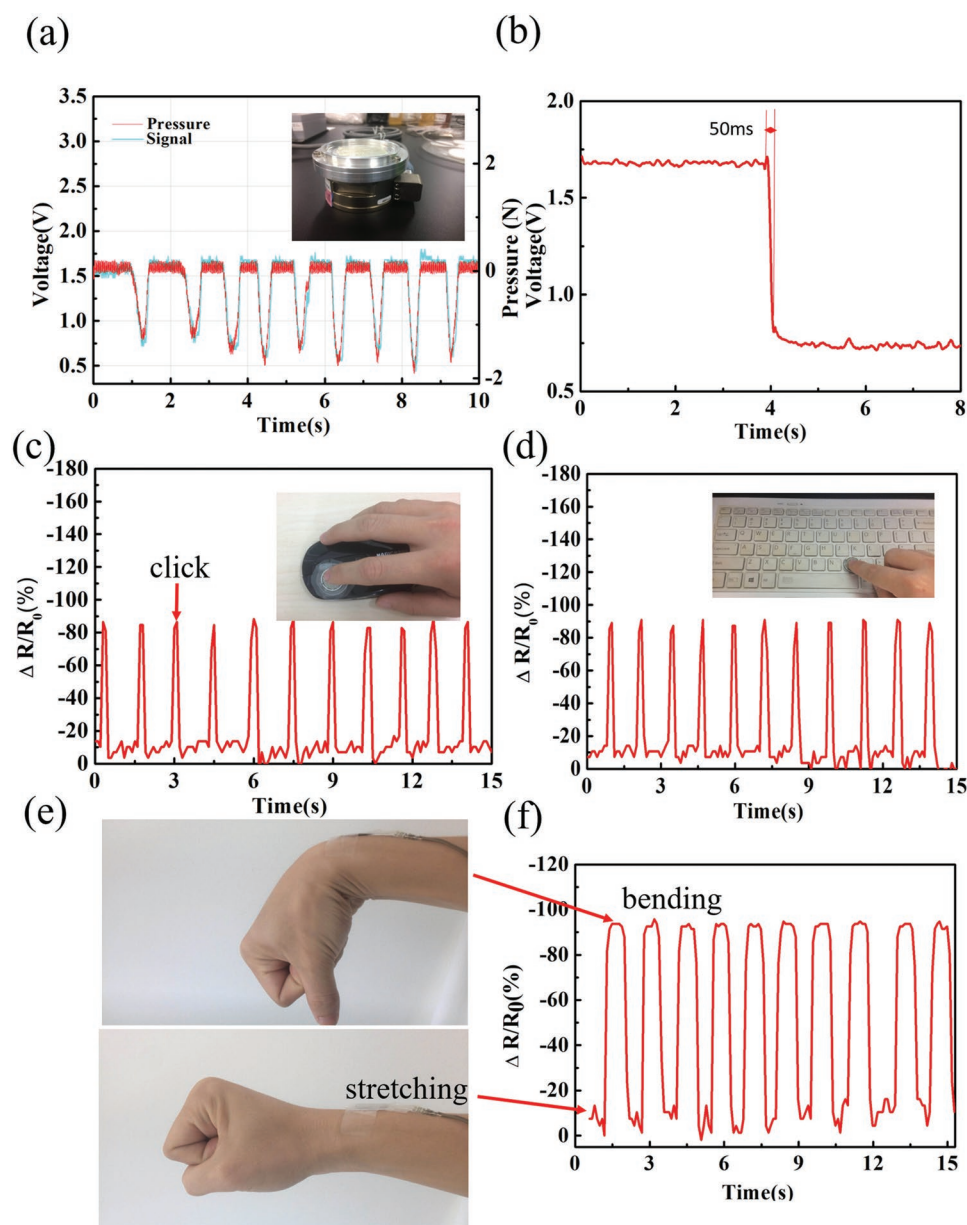 (a)
3.5
3.0
2.5
2.0
1.5
1.0
0.5
Voltage(V)
Pressure
Signal
2
0
-2
Pressure (N)
0 2 4 6 8 10
Time(s)
(b)
2.0
1.5
1.0
0.5
Voltage(V)
50ms
0 2 4 6 8
Time(s)
(c)
-180
-160
-140
-120
-100
-80
-60
-40
-20
0
Δ R/R0(%)
click
0 3 6 9 12 15
Time(s)
(d)
-180
-160
-140
-120
-100
-80
-60
-40
-20
0
Δ R/R0(%)
0 3 6 9 12 15
Time(s)
(e)
stretching
(f)
-120
-100
-80
-60
-40
-20
0
Δ R/R0(%)
bending
0 3 6 9 12 15
Time(s)